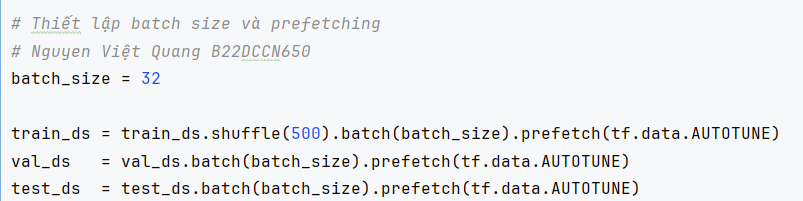 # Thiết lập batch size và prefetching
# Nguyen Việt Quang B22DCCN650
batch_size = 32
train_ds = train_ds.shuffle(500).batch(batch_size).prefetch(tf.data.AUTOTUNE)
val_ds   = val_ds.batch(batch_size).prefetch(tf.data.AUTOTUNE)
test_ds  = test_ds.batch(batch_size).prefetch(tf.data.AUTOTUNE)